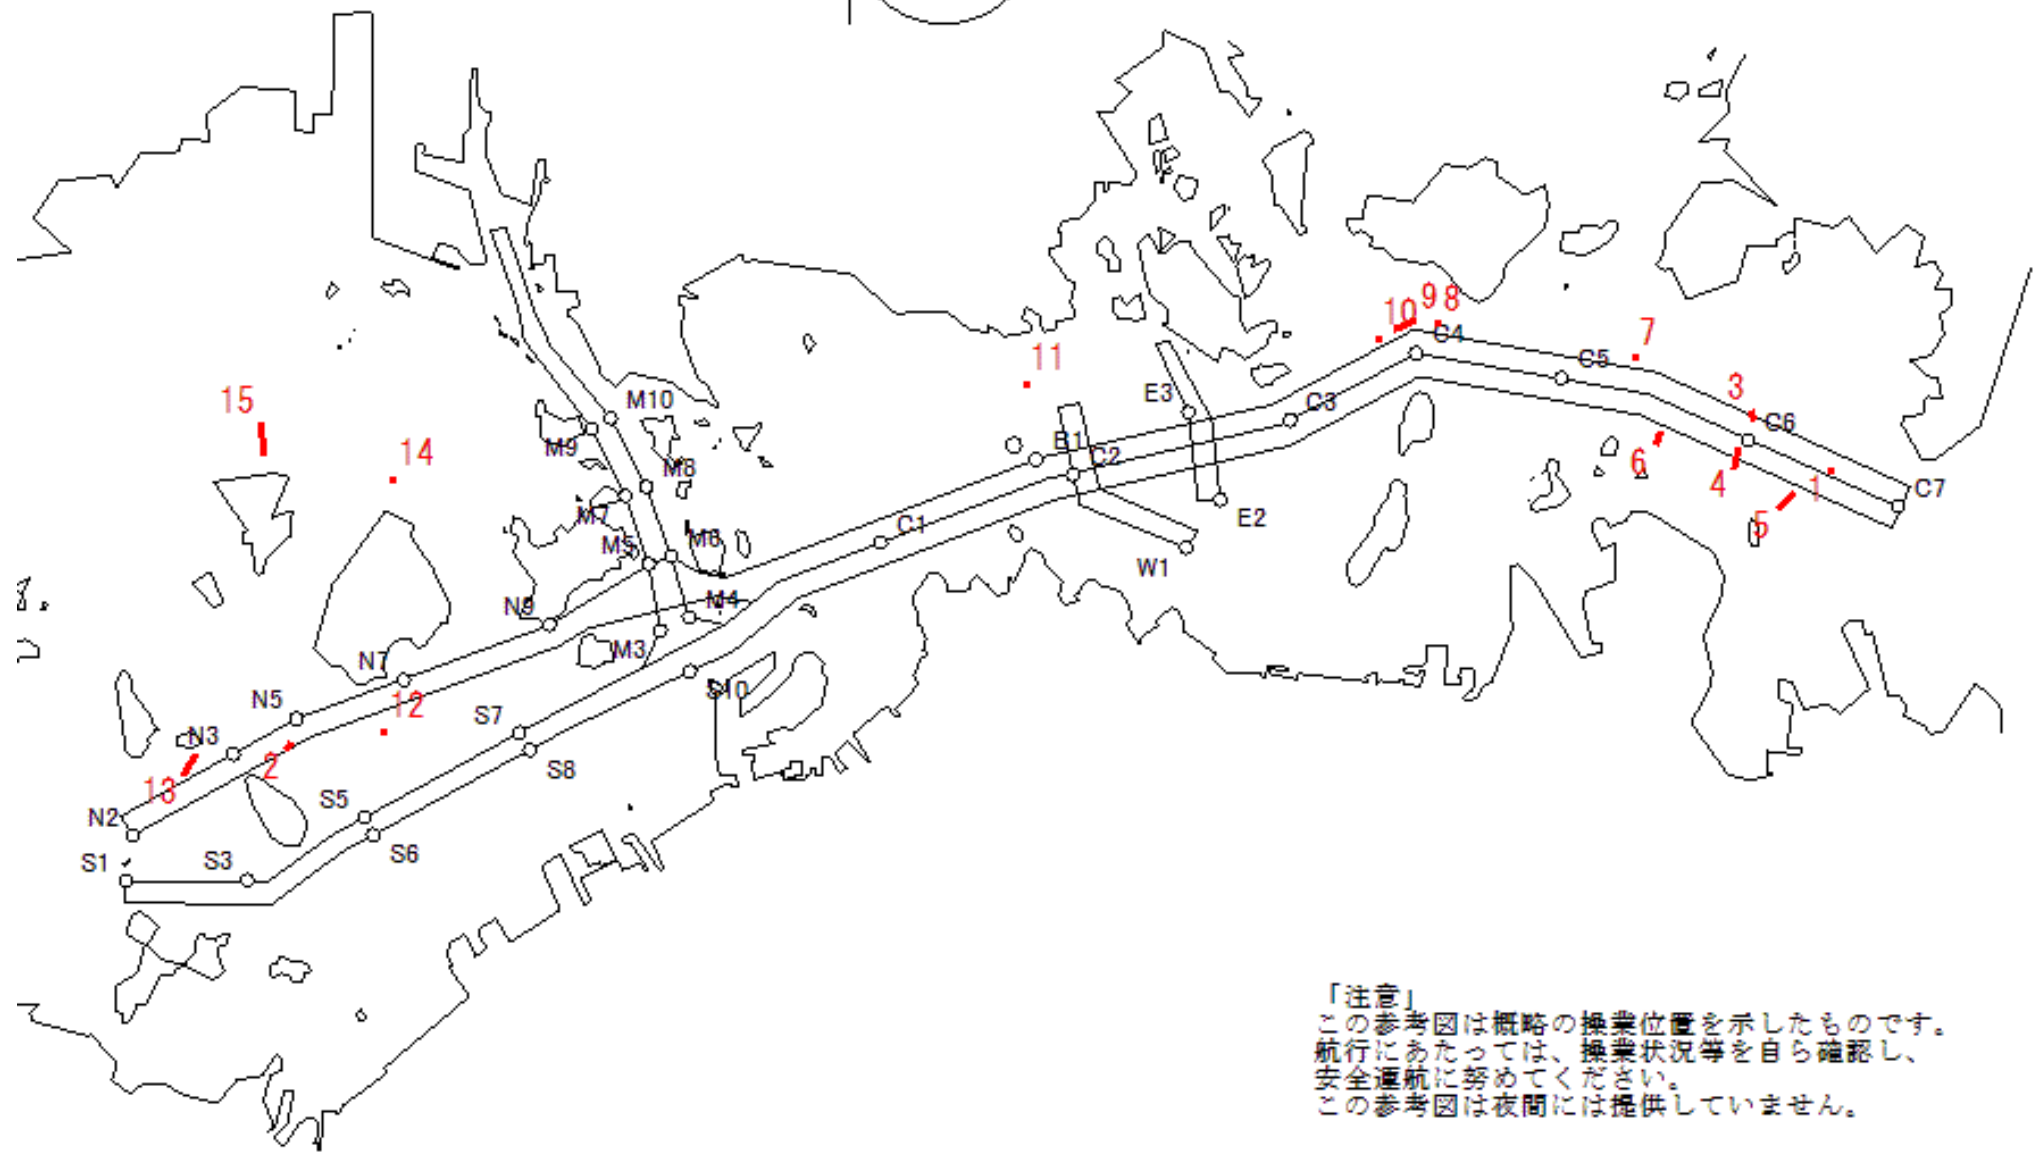 9 8
10
C4
7
11
C5
3
15
M10
E3
C3
C6
14
M9
B1
C2
6
M8
4
1
C7
M7
C1
E2
5
M5
M6
W1
N9
M4
N7
M3
N5
12
S10
N3
2
S7
13
S8
N2
S5
S1
S3
S6
「注意」
この参考図は概略の操業位置を示したものです。
航行にあたっては、操業状況等を自ら確認し、
安全運航に努めてください。
この参考図は夜間には提供していません。